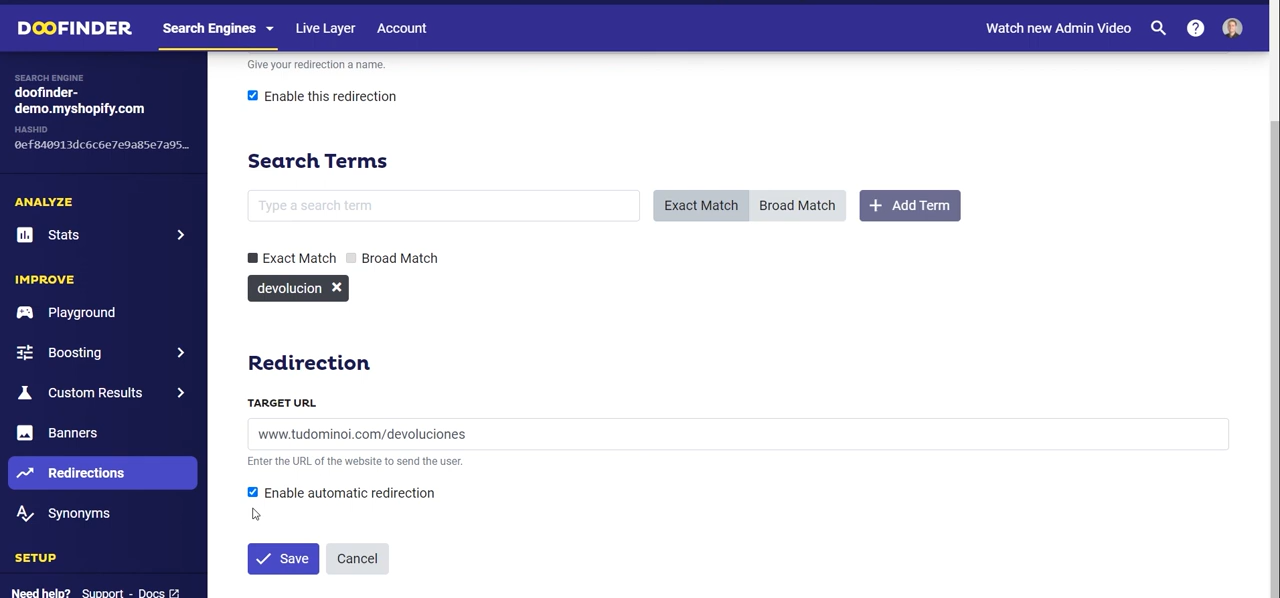 DOOFINDER
Search Engines
Live Layer
Account
Watch new Admin Video
SEARCH ENGINE
doofinder-
demo.myshopify.com
HASHID
0ef840913dc6c6e7e9a85e7a95…
ANALYZE
Stats
IMPROVE
Playground
Boosting
Custom Results
Banners
Redirections
Synonyms
SETUP
Need help? Support - Docs
Give your redirection a name.
Enable this redirection
Search Terms
Type a search term
Exact Match
Broad Match
+ Add Term
Exact Match Broad Match
devolucion ×
Redirection
TARGET URL
www.tudominoi.com/devoluciones
Enter the URL of the website to send the user.
Enable automatic redirection
Save
Cancel